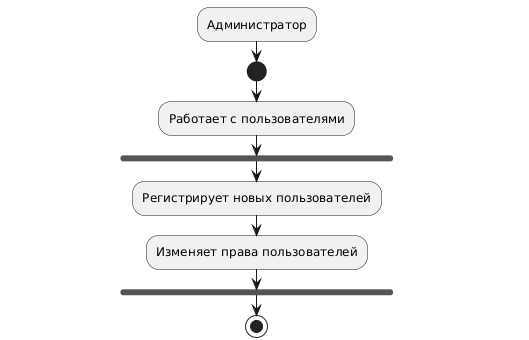 Администратор
Работает с пользователями
Регистрирует новых пользователей
Изменяет права пользователей